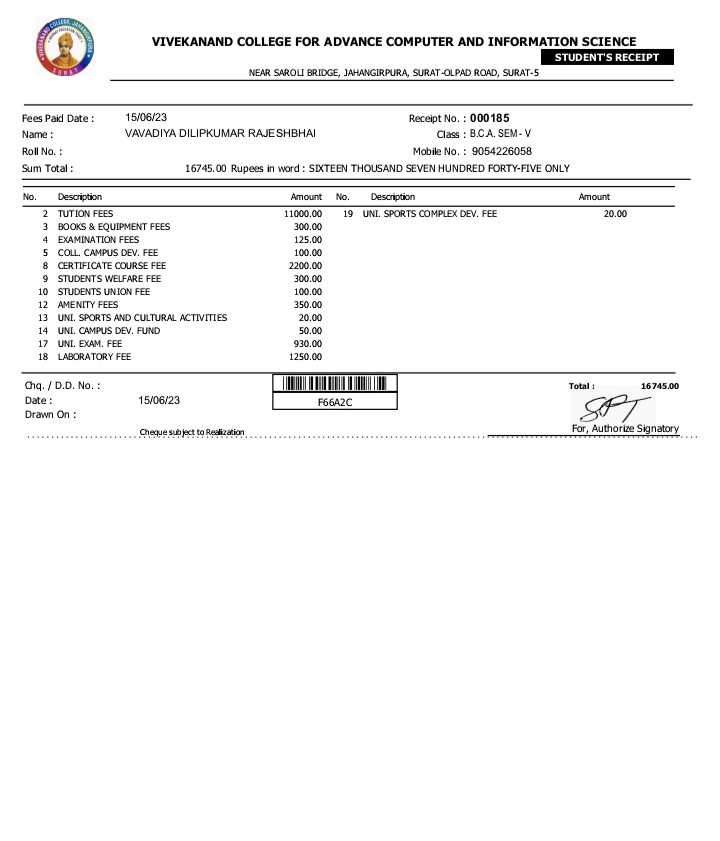 VIVEKANAND COLLEGE FOR ADVANCE COMPUTER AND INFORMATION SCIENCE
STUDENT'S RECEIPT
NEAR SAROLI BRIDGE, JAHANGIRPURA, SURAT-OLPAD ROAD, SURAT-5
Fees Paid Date : 15/06/23 Receipt No. : 000185
Name : VAVADIYA DILIPKUMAR RAJESHBHAI Class : B.C.A. SEM - V
Roll No. : Mobile No. : 9054226058
Sum Total : 16745.00 Rupees in word : SIXTEEN THOUSAND SEVEN HUNDRED FORTY-FIVE ONLY
No. Description Amount No. Description Amount
2 TUTION FEES 11000.00 19 UNI. SPORTS COMPLEX DEV. FEE 20.00
3 BOOKS & EQUIPMENT FEES 300.00
4 EXAMINATION FEES 125.00
5 COLL. CAMPUS DEV. FEE 100.00
8 CERTIFICATE COURSE FEE 2200.00
9 STUDENTS WELFARE FEE 300.00
10 STUDENTS UNION FEE 100.00
12 AMENITY FEES 350.00
13 UNI. SPORTS AND CULTURAL ACTIVITIES 20.00
14 UNI. CAMPUS DEV. FUND 50.00
17 UNI. EXAM. FEE 930.00
18 LABORATORY FEE 1250.00
Chq. / D.D. No. : Total : 16745.00
Date : 15/06/23 F66A2C
Drawn On :
For, Authorize Signatory
Cheque subject to Realization